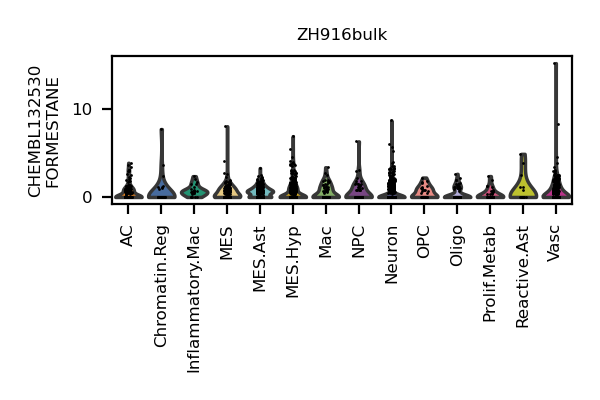 ZH916bulk
CHEMBL132530
FORMESTANE
10
0
AC
Chromatin.Reg
Inflammatory.Mac
MES
MES.Ast
MES.Hyp
Mac
NPC
Neuron
OPC
Oligo
Prolif.Metab
Reactive.Ast
Vasc